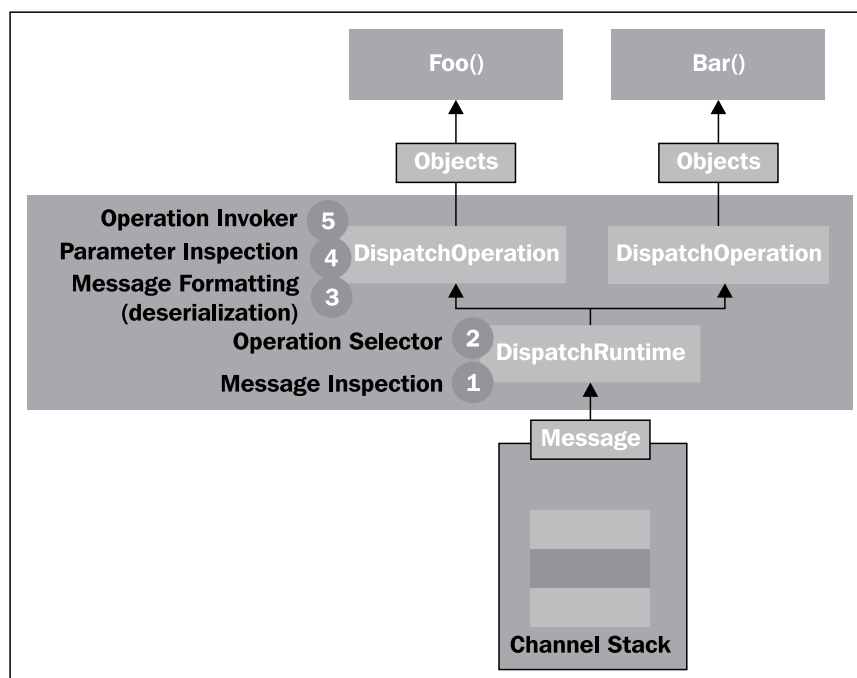 Foo()
Bar()
Objects
Objects
Operation Invoker
5
Parameter Inspection
4
DispatchOperation
DispatchOperation
Message Formatting
(deserialization)
3
Operation Selector
2
DispatchRuntime
Message Inspection
1
Message
Channel Stack